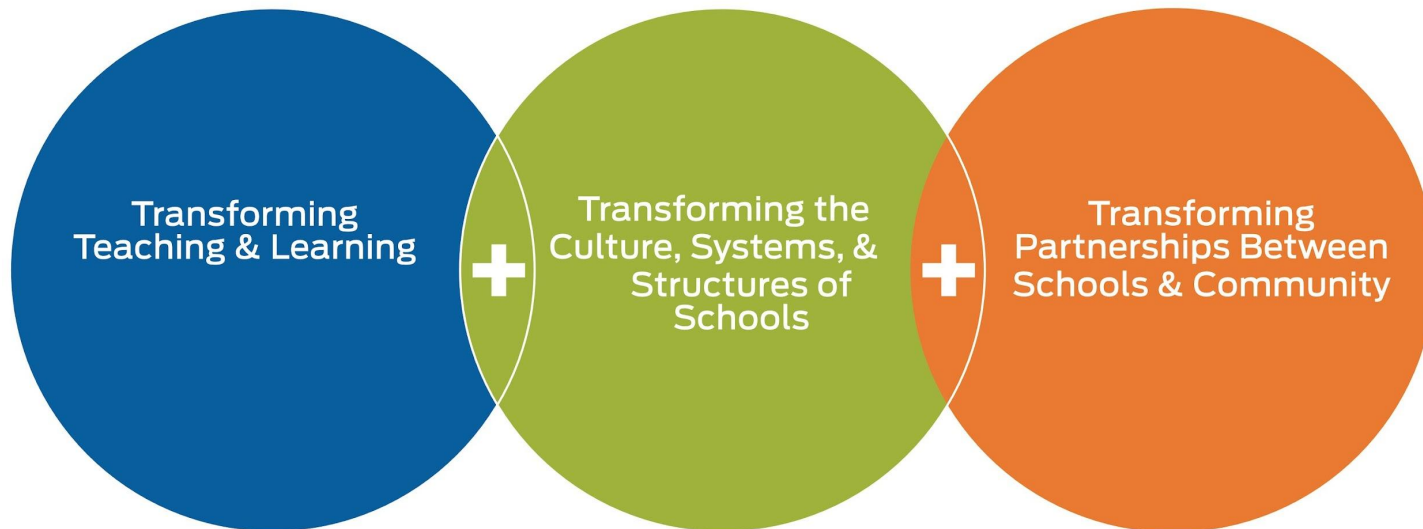 Transforming
Teaching & Learning
+
Transforming the
Culture, Systems, &
Structures of
Schools
+
Transforming
Partnerships Between
Schools & Community